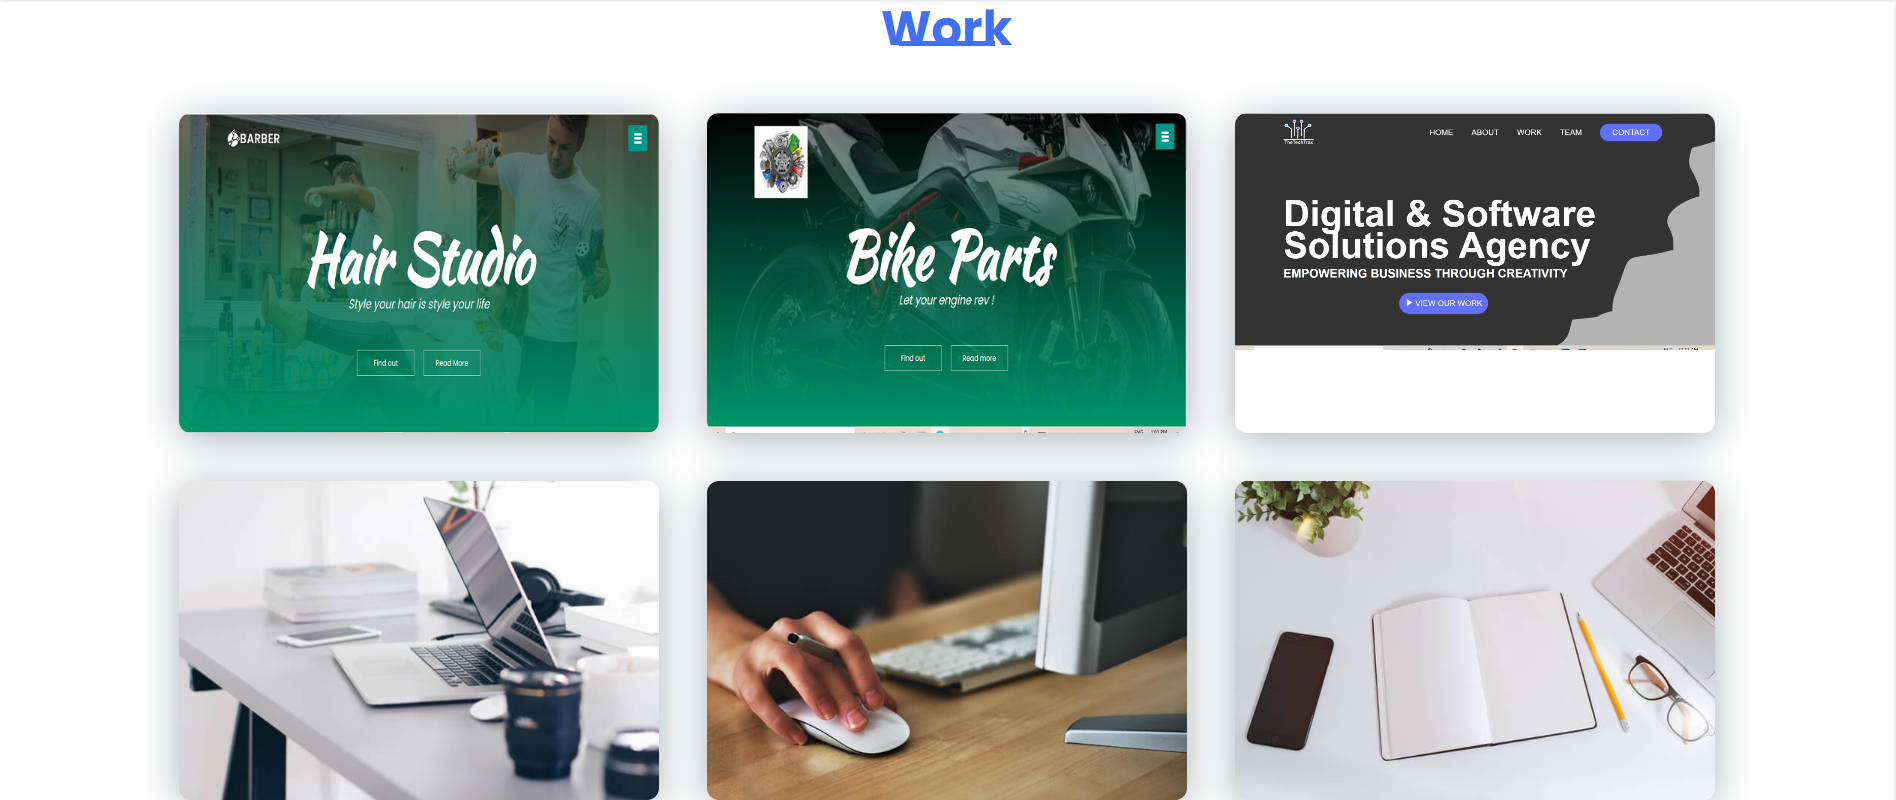 Work
BARBER
Hair Studio
Style your hair is style your life
Find out
Read More
Bike Parts
Let your engine rev !
Find out
Read more
TheTechTrax
HOME
ABOUT
WORK
TEAM
CONTACT
Digital & Software
Solutions Agency
EMPOWERING BUSINESS THROUGH CREATIVITY
VIEW OUR WORK